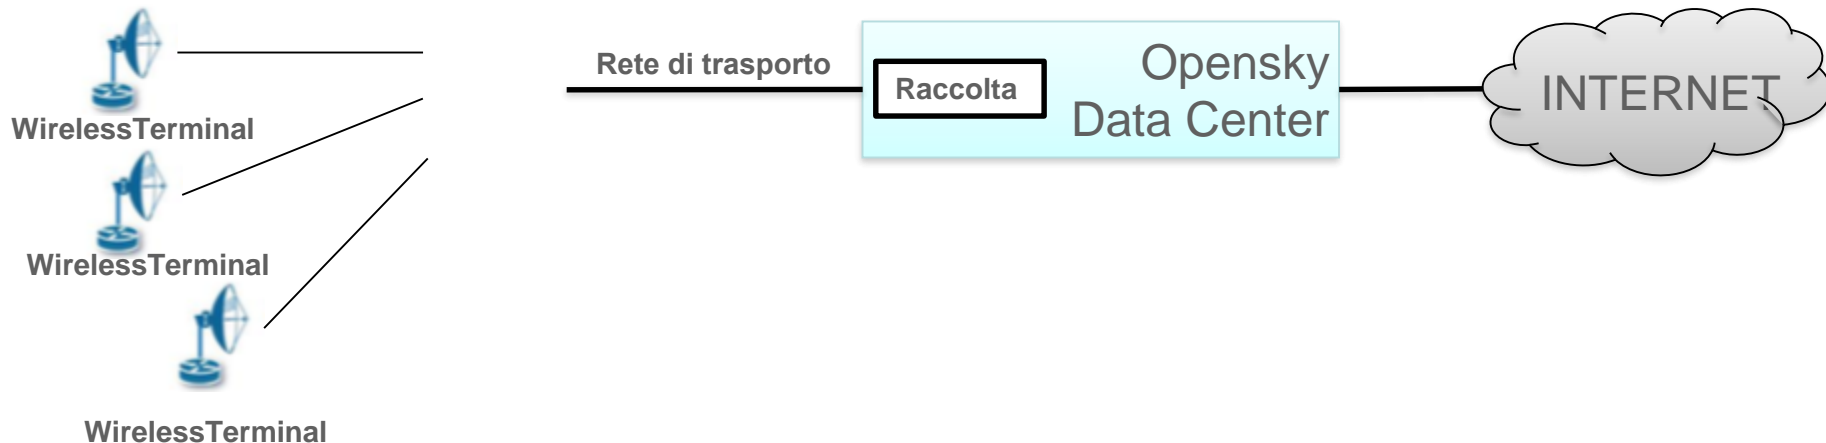 WirelessTerminal
WirelessTerminal
WirelessTerminal
Rete di trasporto
Raccolta
Opensky
Data Center
INTERNET